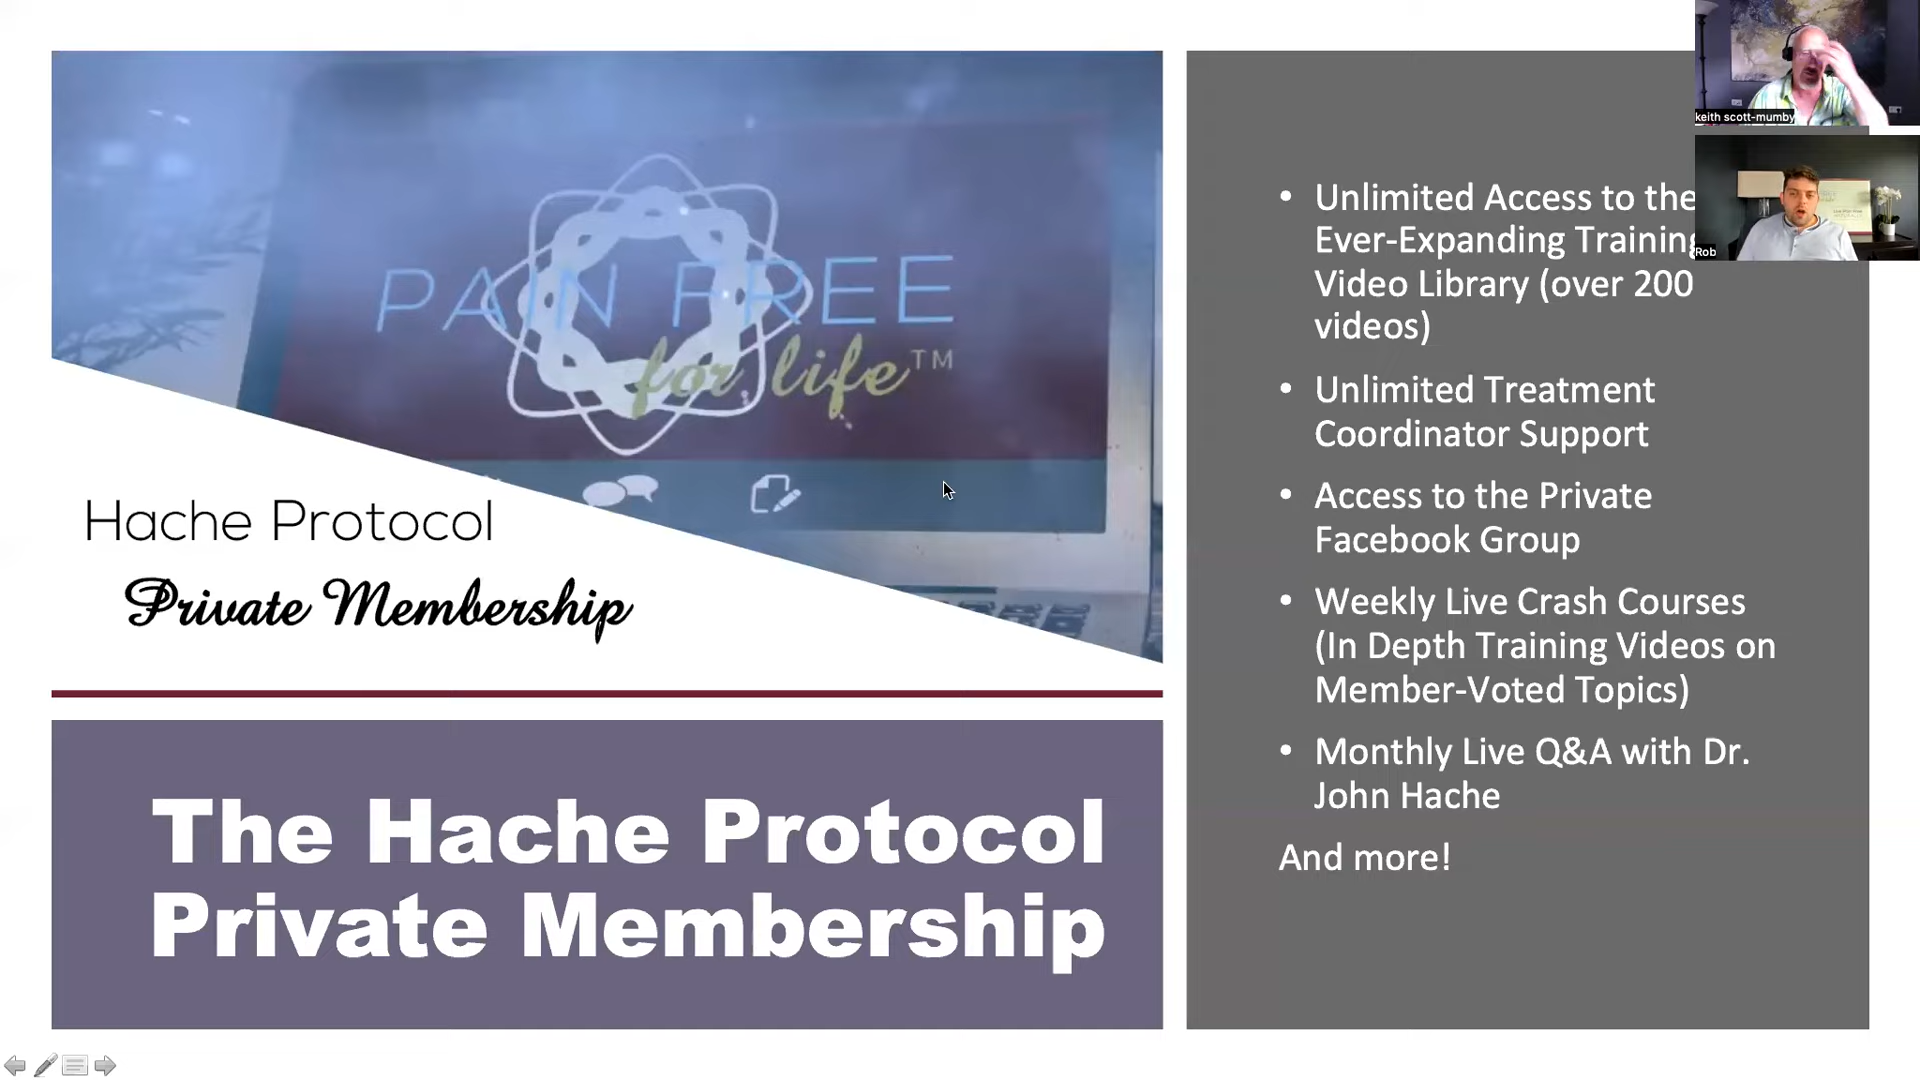 PAIN FREE
for life™
Hache Protocol
Private Membership
The Hache Protocol
Private Membership
• Unlimited Access to the
Ever-Expanding Training
Video Library (over 200
videos)
• Unlimited Treatment
Coordinator Support
• Access to the Private
Facebook Group
• Weekly Live Crash Courses
(In Depth Training Videos on
Member-Voted Topics)
• Monthly Live Q&A with Dr.
John Hache
And more!
keith scott-mumby
Rob